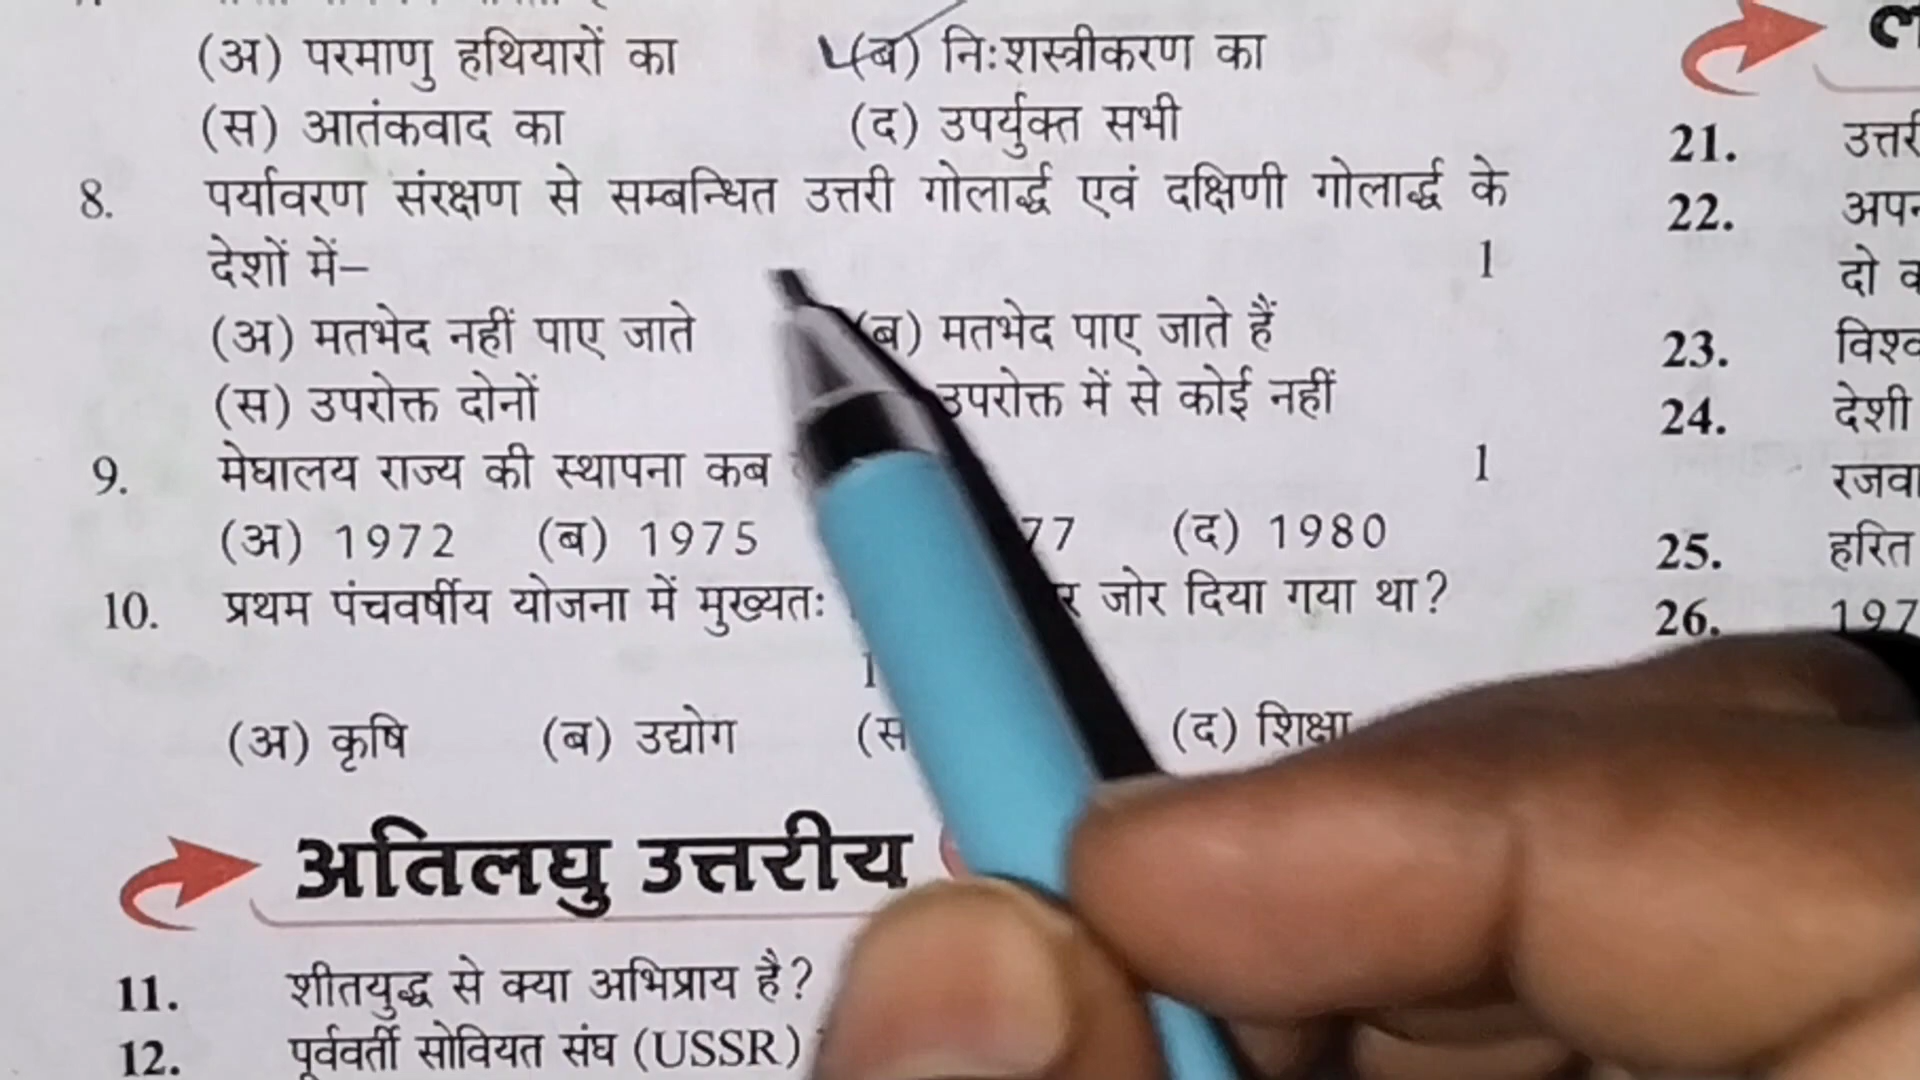 (अ) परमाणु हथियारों का (ब) निःशस्त्रीकरण का
(स) आतंकवाद का (द) उपर्युक्त सभी
8. पर्यावरण संरक्षण से सम्बन्धित उत्तरी गोलार्द्ध एवं दक्षिणी गोलार्द्ध के
देशों में– 1
(अ) मतभेद नहीं पाए जाते (ब) मतभेद पाए जाते हैं
(स) उपरोक्त दोनों उपरोक्त में से कोई नहीं
9. मेघालय राज्य की स्थापना कब 1
(अ) 1972 (ब) 1975 77 (द) 1980
10. प्रथम पंचवर्षीय योजना में मुख्यतः जोर दिया गया था?
1
(अ) कृषि (ब) उद्योग (स (द) शिक्षा
अतिलघु उत्तरीय
11. शीतयुद्ध से क्या अभिप्राय है?
12. पूर्ववर्ती सोवियत संघ (USSR)
21.
22.
दो
23.
24. देशी
25. हरित
26. 197